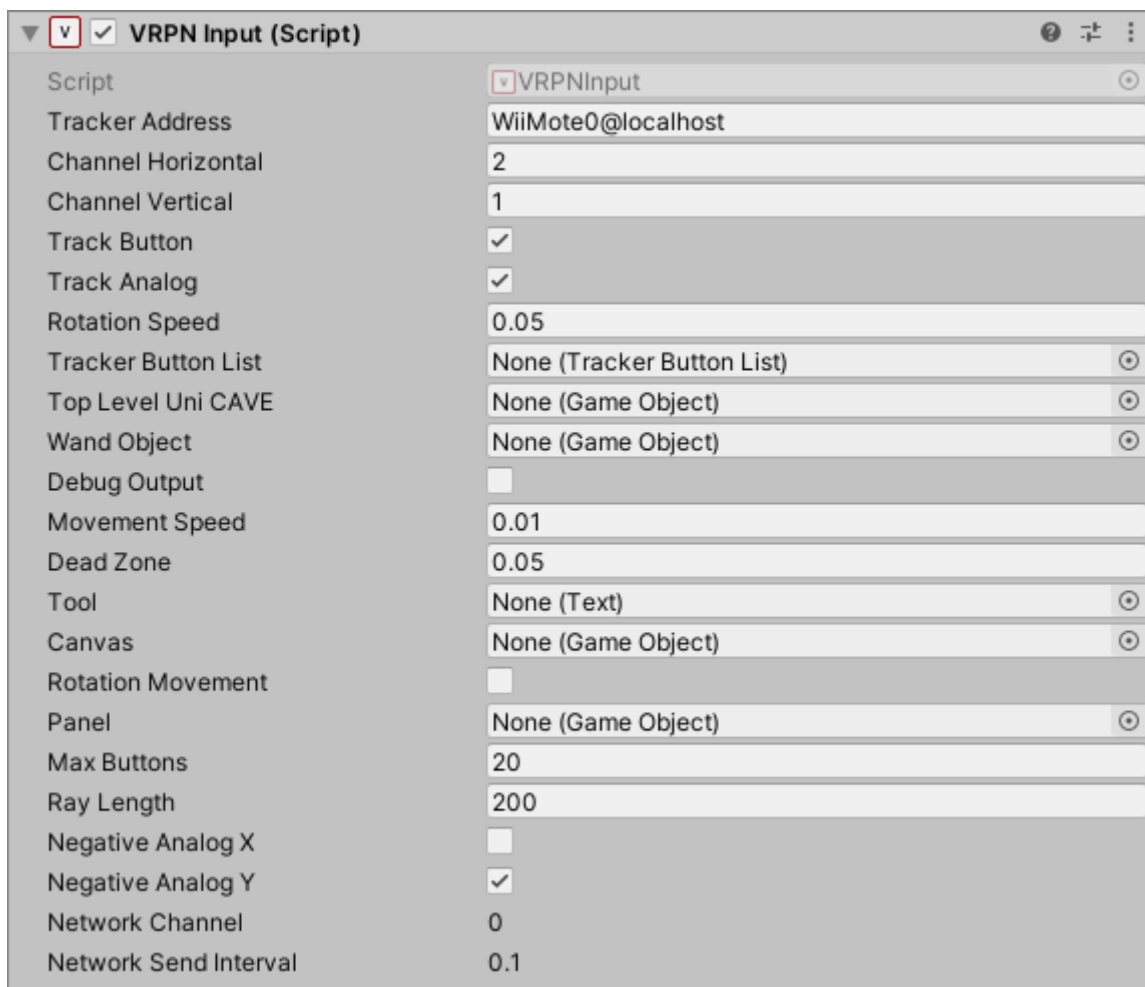 V VRPN Input (Script)
Script V VRPNInput
Tracker Address WiiMote0@localhost
Channel Horizontal 2
Channel Vertical 1
Track Button
Track Analog
Rotation Speed 0.05
Tracker Button List None (Tracker Button List)
Top Level Uni CAVE None (Game Object)
Wand Object None (Game Object)
Debug Output
Movement Speed 0.01
Dead Zone 0.05
Tool None (Text)
Canvas None (Game Object)
Rotation Movement
Panel None (Game Object)
Max Buttons 20
Ray Length 200
Negative Analog X
Negative Analog Y
Network Channel 0
Network Send Interval 0.1